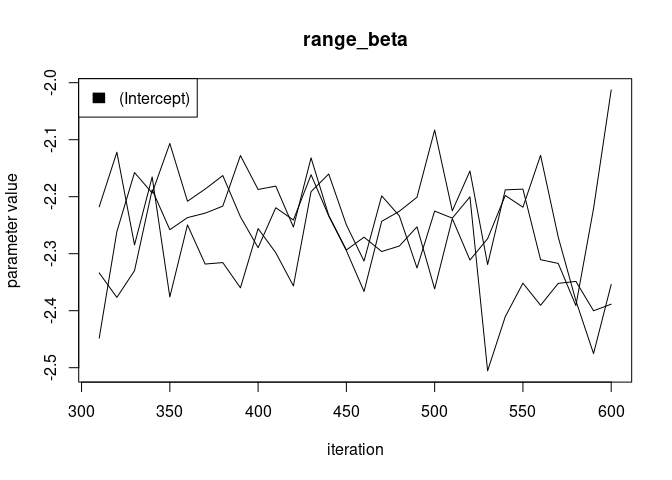 range_beta
(Intercept)
parameter value
-2.0
-2.1
-2.2
-2.3
-2.4
-2.5
300 350 400 450 500 550 600
iteration